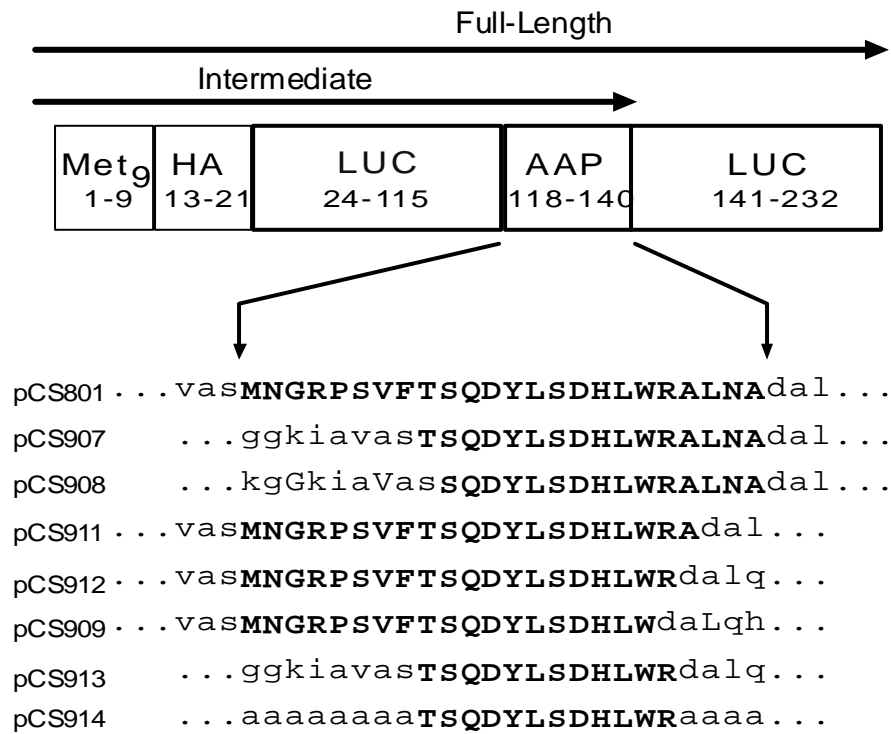 Full-Length
Intermediate
Met9 HA LUC AAP LUC
1-9 13-21 24-115 118-140 141-232
pCS801 ...vasMNGRPSVFTSQDYLSDHLWRALNAdal...
pCS907 ...ggkiavasTSQDYLSDHLWRALNAdal...
pCS908 ...kgGkiaVasSQDYLSDHLWRALNAdal...
pCS911 ...vasMNGRPSVFTSQDYLSDHLWRAdal...
pCS912 ...vasMNGRPSVFTSQDYLSDHLWRdalq...
pCS909 ...vasMNGRPSVFTSQDYLSDHLWdaLqh...
pCS913 ...ggkiavasTSQDYLSDHLWRdalq...
pCS914 ...aaaaaaaaTSQDYLSDHLWRaaaa...